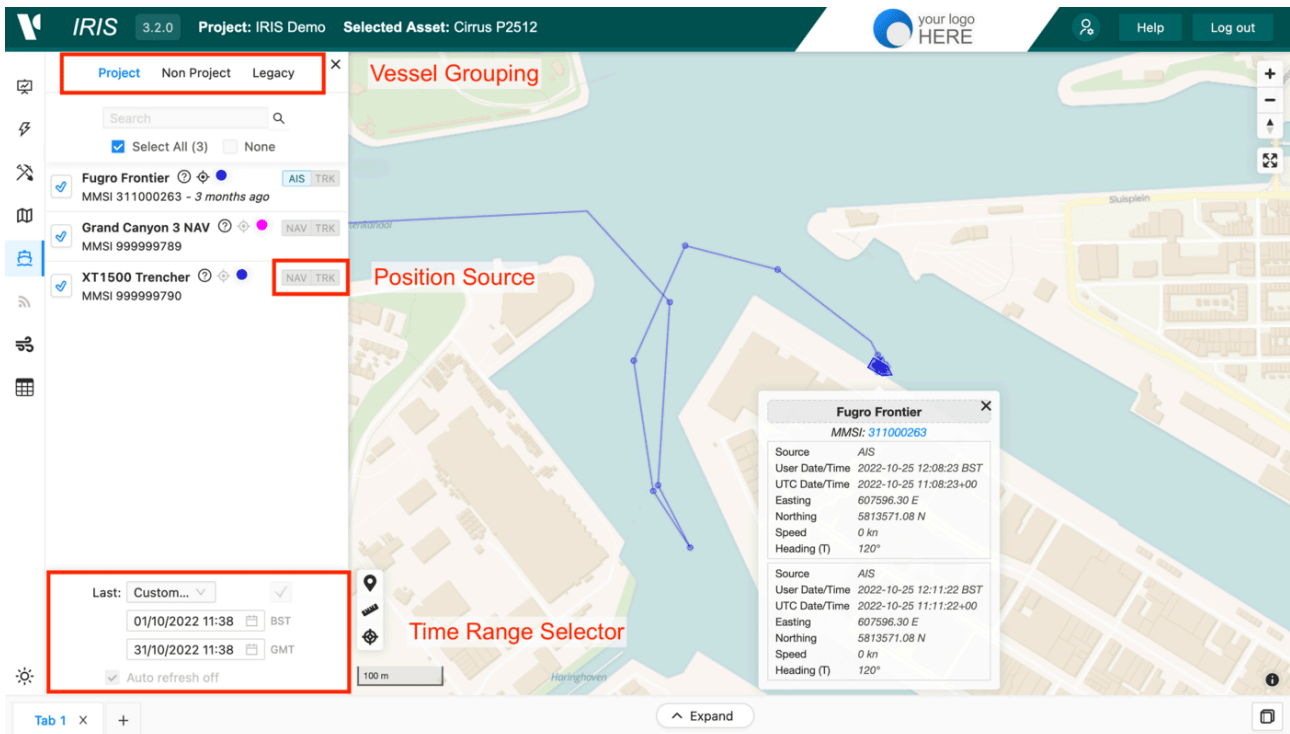 IRIS 3.2.0 Project: IRIS Demo Selected Asset: Cirrus P2512
your logo
HERE
Help Log out
Project Non Project Legacy
Vessel Grouping
Search
Select All (3) None
Fugro Frontier AIS TRK
MMSI 311000263 - 3 months ago
Grand Canyon 3 NAV NAV TRK
MMSI 999999789
XT1500 Trencher NAV TRK
MMSI 999999790
Position Source
Sluisplein
Fugro Frontier
MMSI: 311000263
Source AIS
User Date/Time 2022-10-25 12:08:23 BST
UTC Date/Time 2022-10-25 11:08:23+00
Easting 607596.30 E
Northing 5813571.08 N
Speed 0 kn
Heading (T) 120°
Source AIS
User Date/Time 2022-10-25 12:11:22 BST
UTC Date/Time 2022-10-25 11:11:22+00
Easting 607596.30 E
Northing 5813571.08 N
Speed 0 kn
Heading (T) 120°
Last: Custom...
01/10/2022 11:38 BST
31/10/2022 11:38 GMT
Auto refresh off
Time Range Selector
100 m
Haringhaven
Tab 1 X +
Expand